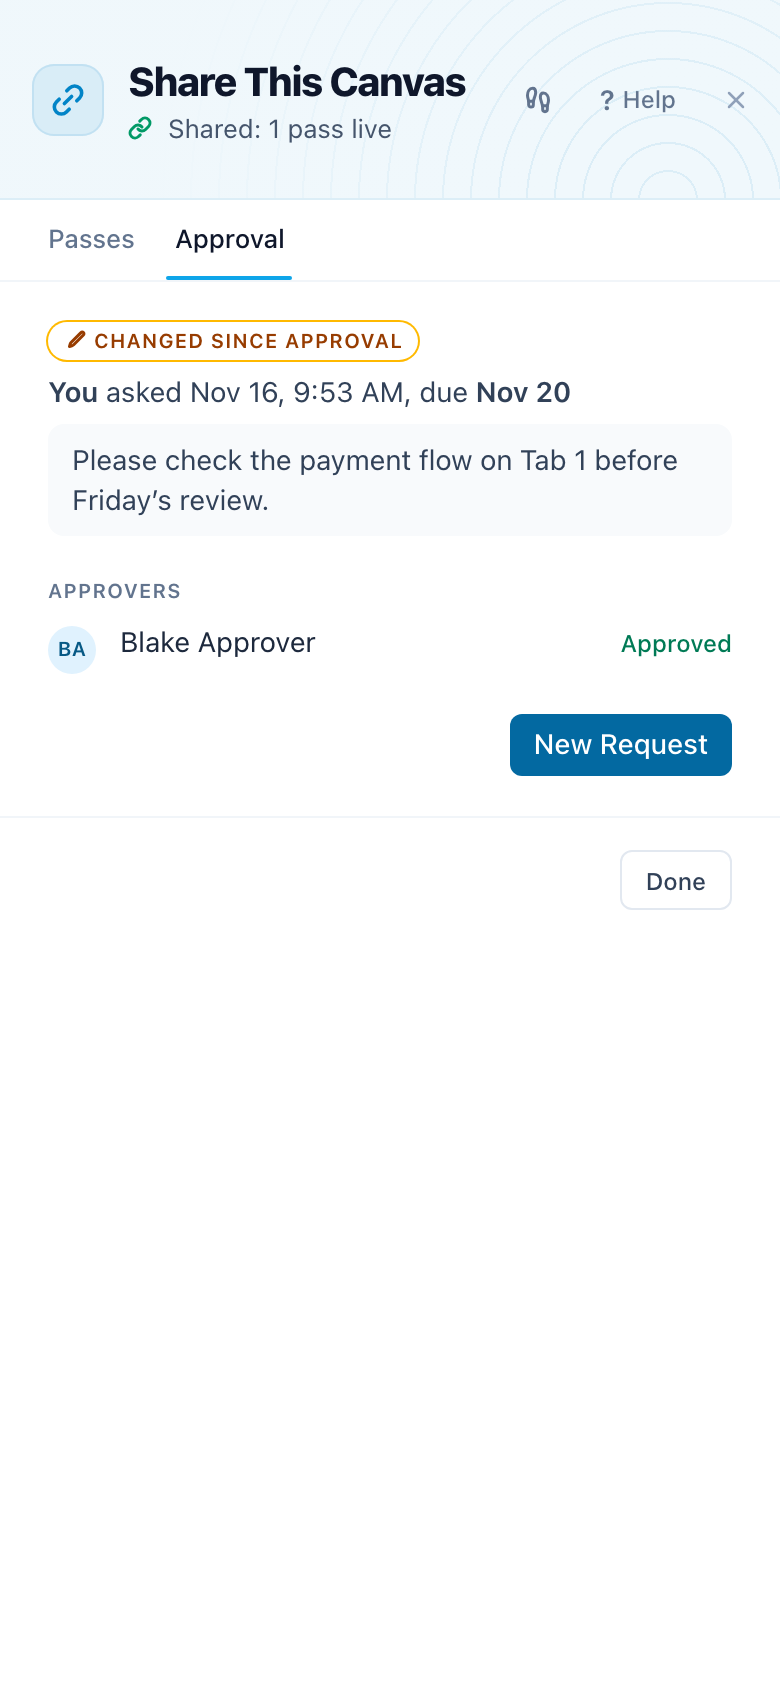 Share This Canvas
Shared: 1 pass live
? Help
Passes
Approval
CHANGED SINCE APPROVAL
You asked Nov 16, 9:53 AM, due Nov 20
Please check the payment flow on Tab 1 before
Friday’s review.
APPROVERS
BA
Blake Approver
Approved
New Request
Done